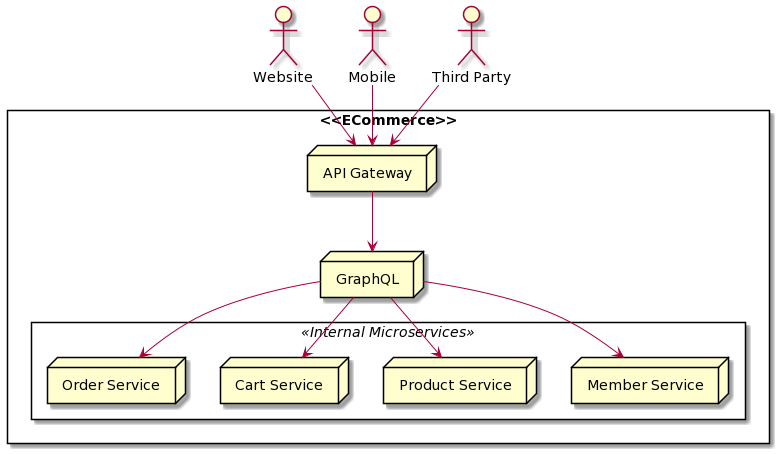 Website
Mobile
Third Party
<<ECommerce>>
API Gateway
GraphQL
«Internal Microservices»
Order Service
Cart Service
Product Service
Member Service